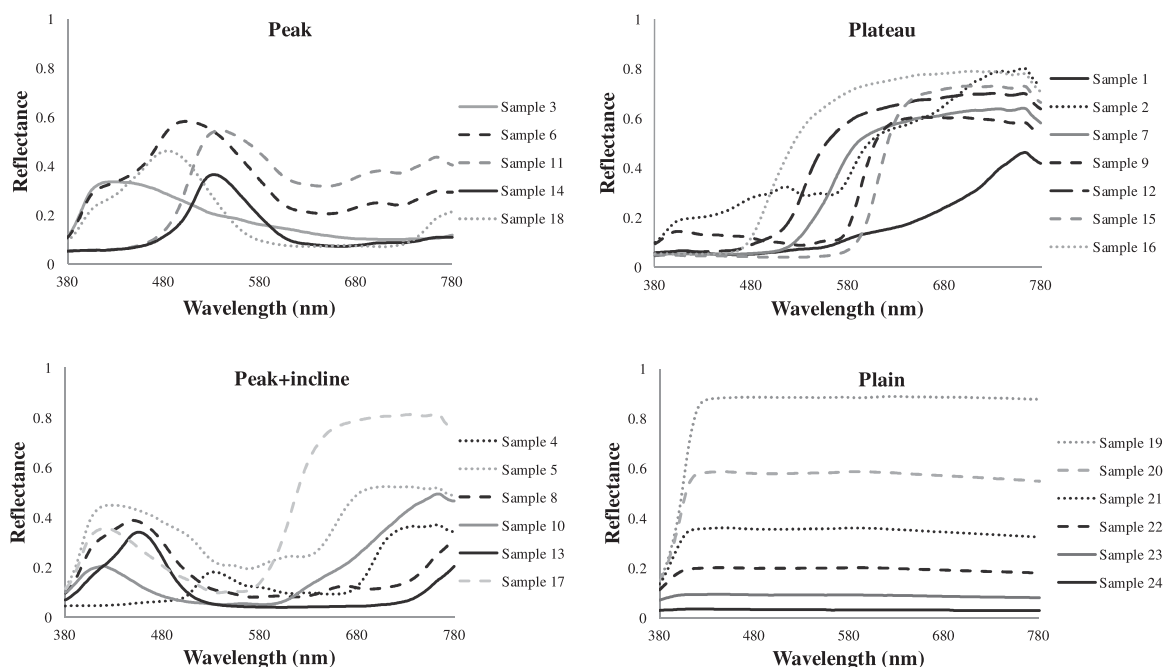 Peak
Reflectance
1
0.8
0.6
0.4
0.2
0
380
480
580
680
780
Wavelength (nm)
Sample 3
Sample 6
Sample 11
Sample 14
Sample 18
Plateau
Reflectance
1
0.8
0.6
0.4
0.2
0
380
480
580
680
780
Wavelength (nm)
Sample 1
Sample 2
Sample 7
Sample 9
Sample 12
Sample 15
Sample 16
Peak+incline
Reflectance
1
0.8
0.6
0.4
0.2
0
380
480
580
680
780
Wavelength (nm)
Sample 4
Sample 5
Sample 8
Sample 10
Sample 13
Sample 17
Plain
Reflectance
1
0.8
0.6
0.4
0.2
0
380
480
580
680
780
Wavelength (nm)
Sample 19
Sample 20
Sample 21
Sample 22
Sample 23
Sample 24